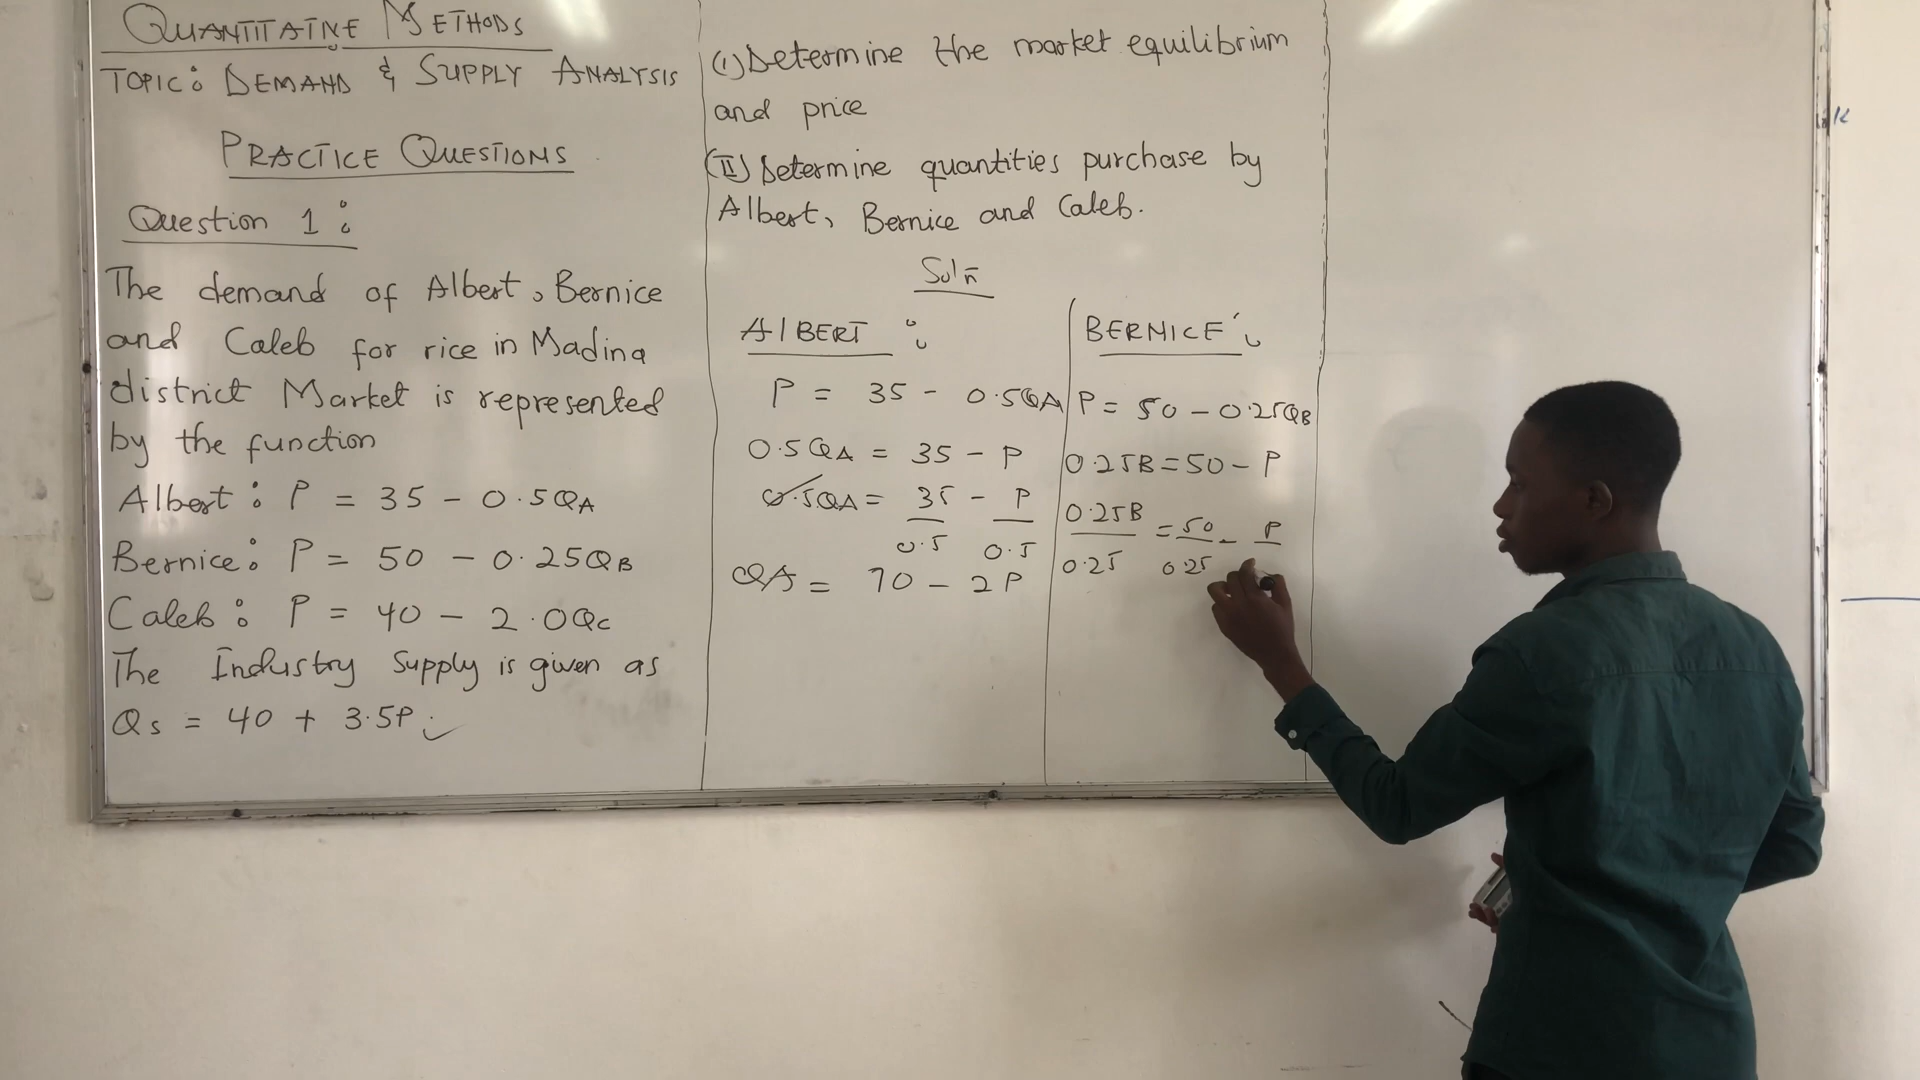 QUANTITATIVE METHODS
TOPIC: DEMAND & SUPPLY ANALYSIS
PRACTICE QUESTIONS
Question 1:
The demand of Albert, Bernice
and Caleb for rice in Madina
district Market is represented
by the function
Albert: P = 35 - 0.5QA
Bernice: P = 50 - 0.25QB
Caleb: P = 40 - 2.0Qc
The Industry Supply is given as
Qs = 40 + 3.5P
(i) Determine the market equilibrium
and price
(II) Determine quantities purchase by
Albert, Bernice and Caleb.
Soln
ALBERT:
P = 35 - 0.5QA
0.5QA = 35 - P
0.5QA = 35/0.5 - P/0.5
QA = 70 - 2P
BERNICE:
P = 50 - 0.25QB
0.25B = 50 - P
0.25B/0.25 = 50/0.25 - P